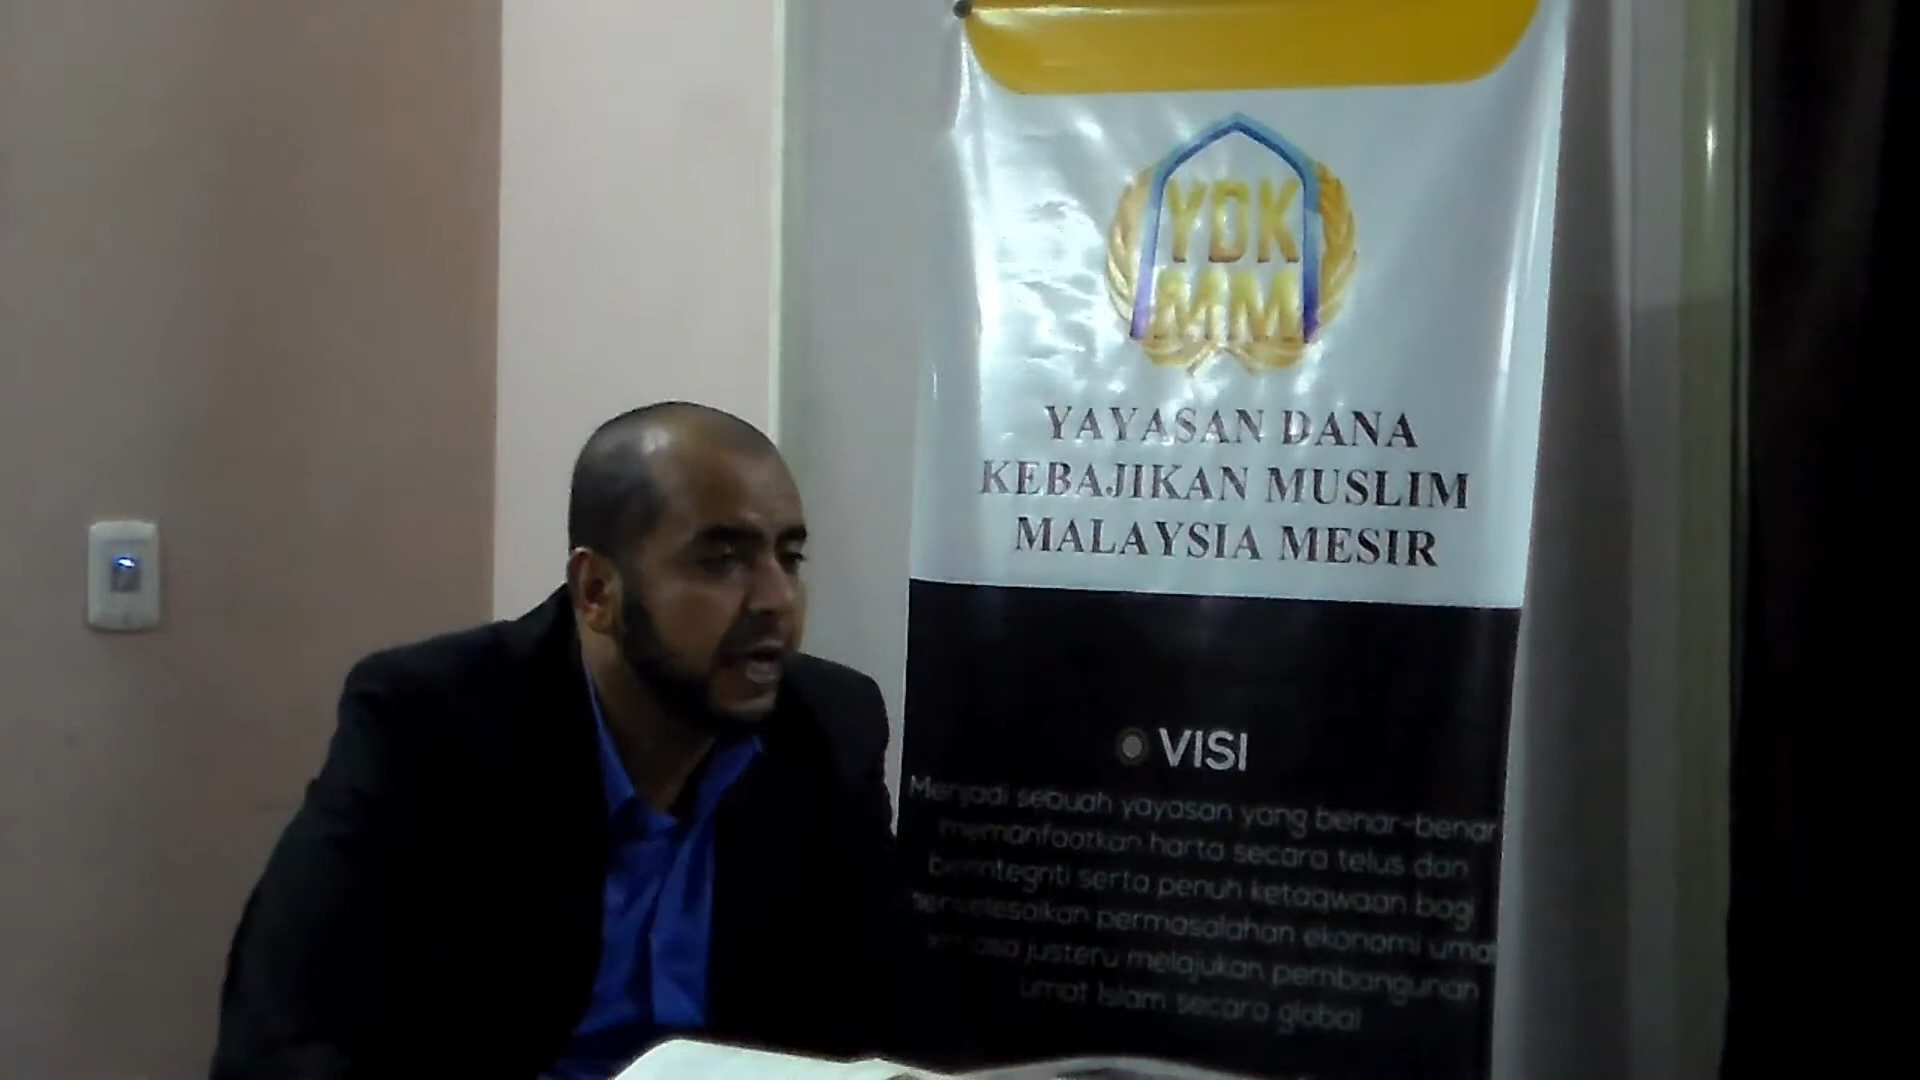 YDK
MM
YAYASAN DANA
KEBAJIKAN MUSLIM
MALAYSIA MESIR
VISI
Menjadi sebuah yayasan yang benar-benar
memanfaatkan harta secara telus dan
berintegriti serta penuh ketaqwaan bagi
menyelesaikan permasalahan ekonomi umat
justeru melajukan pembangunan
umat Islam secara global